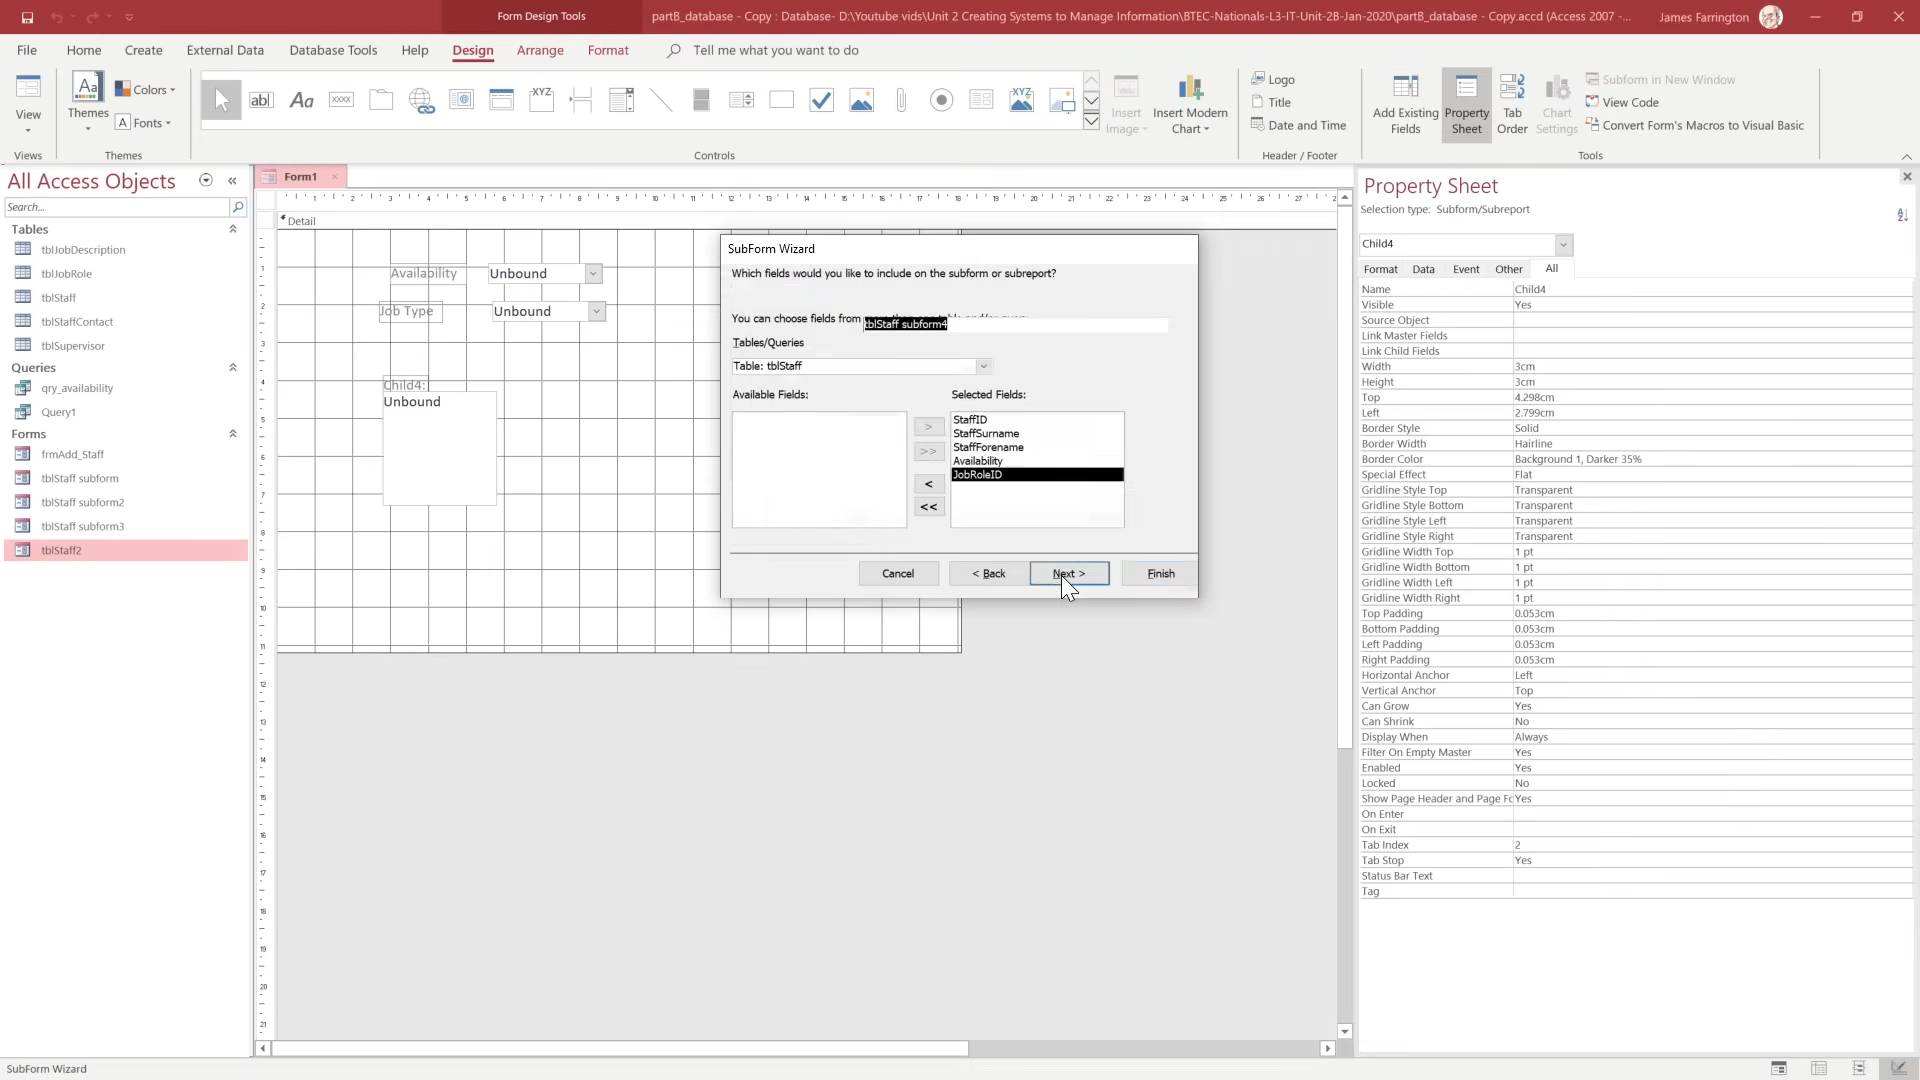 Form Design Tools
partB_database - Copy : Database- D:\Youtube vids\Unit 2 Creating Systems to Manage Information\BTEC-Nationals-L3-IT-Unit-2B-Jan-2020\partB_database - Copy.accd (Access 2007 -...
James Farrington
File
Home
Create
External Data
Database Tools
Help
Design
Arrange
Format
Tell me what you want to do
View
Views
Aa
Themes
Colors
Fonts
Themes
ab|
Aa
XXXX
XYZ
XYZ
Controls
Insert
Image
Insert Modern
Chart
Logo
Title
Date and Time
Header / Footer
Add Existing
Fields
Property
Sheet
Tab
Order
Chart
Settings
Subform in New Window
View Code
Convert Form's Macros to Visual Basic
Tools
All Access Objects
Search...
Tables
tblJobDescription
tblJobRole
tblStaff
tblStaffContact
tblSupervisor
Queries
qry_availability
Query1
Forms
frmAdd_Staff
tblStaff subform
tblStaff subform2
tblStaff subform3
tblStaff2
Form1
Detail
Availability
Unbound
Job Type
Unbound
Child4:
Unbound
SubForm Wizard
Which fields would you like to include on the subform or subreport?
You can choose fields from
tblStaff subform4
Tables/Queries
Table: tblStaff
Available Fields:
Selected Fields:
StaffID
StaffSurname
StaffForename
Availability
JobRoleID
>
>>
<
<<
Cancel
< Back
Next >
Finish
Property Sheet
Selection type: Subform/Subreport
Child4
Format
Data
Event
Other
All
Name Child4
Visible Yes
Source Object
Link Master Fields
Link Child Fields
Width 3cm
Height 3cm
Top 4.298cm
Left 2.799cm
Border Style Solid
Border Width Hairline
Border Color Background 1, Darker 35%
Special Effect Flat
Gridline Style Top Transparent
Gridline Style Bottom Transparent
Gridline Style Left Transparent
Gridline Style Right Transparent
Gridline Width Top 1 pt
Gridline Width Bottom 1 pt
Gridline Width Left 1 pt
Gridline Width Right 1 pt
Top Padding 0.053cm
Bottom Padding 0.053cm
Left Padding 0.053cm
Right Padding 0.053cm
Horizontal Anchor Left
Vertical Anchor Top
Can Grow Yes
Can Shrink No
Display When Always
Filter On Empty Master Yes
Enabled Yes
Locked No
Show Page Header and Page Fc Yes
On Enter
On Exit
Tab Index 2
Tab Stop Yes
Status Bar Text
Tag
SubForm Wizard